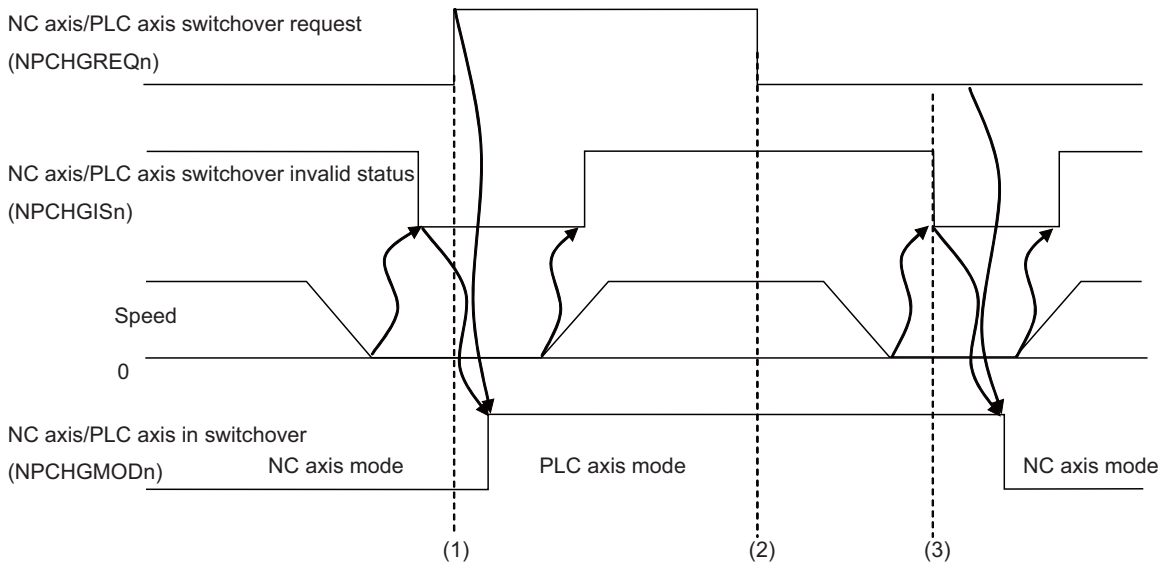 NC axis/PLC axis switchover request
(NPCHGREQn)
NC axis/PLC axis switchover invalid status
(NPCHGISn)
Speed
0
NC axis/PLC axis in switchover
(NPCHGMODn)
NC axis mode
PLC axis mode
NC axis mode
(1)
(2)
(3)